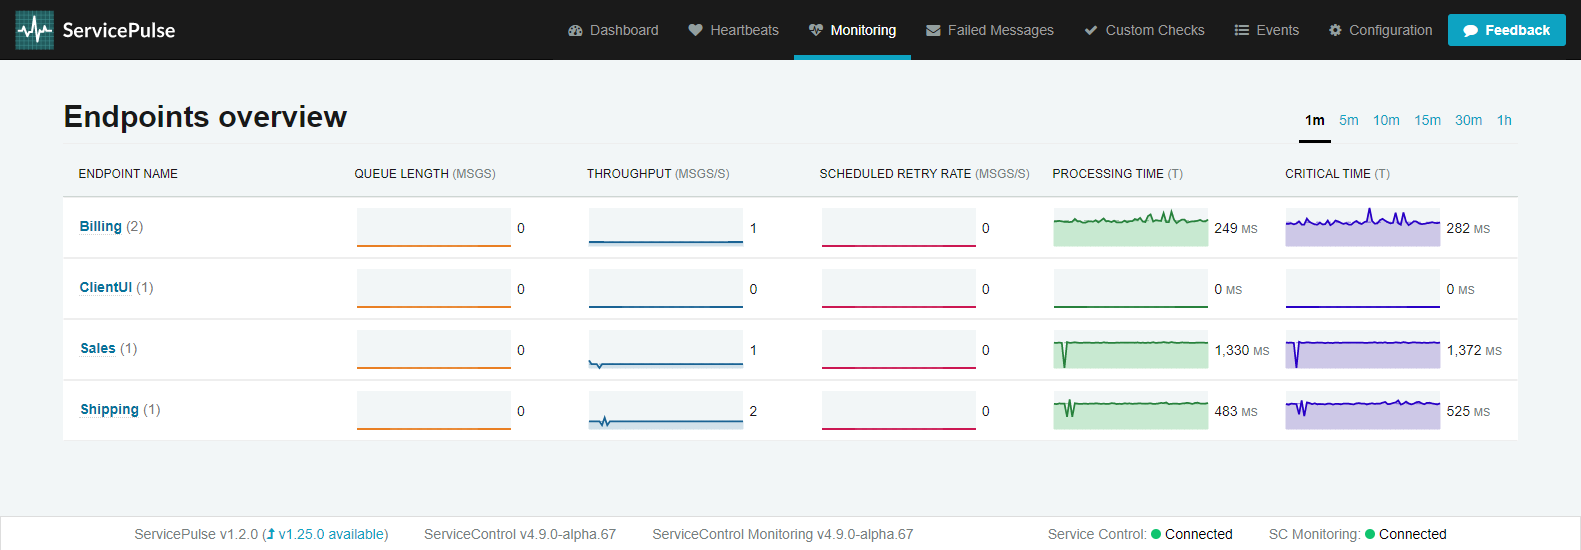 ServicePulse Dashboard Heartbeats Monitoring Failed Messages Custom Checks Events Configuration Feedback
Endpoints overview
1m 5m 10m 15m 30m 1h
ENDPOINT NAME QUEUE LENGTH (MSGS) THROUGHPUT (MSGS/S) SCHEDULED RETRY RATE (MSGS/S) PROCESSING TIME (T) CRITICAL TIME (T)
Billing (2) 0 1 0 249 MS 282 MS
ClientUI (1) 0 0 0 0 MS 0 MS
Sales (1) 0 1 0 1,330 MS 1,372 MS
Shipping (1) 0 2 0 483 MS 525 MS
ServicePulse v1.2.0 (v1.25.0 available) ServiceControl v4.9.0-alpha.67 ServiceControl Monitoring v4.9.0-alpha.67 Service Control: Connected SC Monitoring: Connected